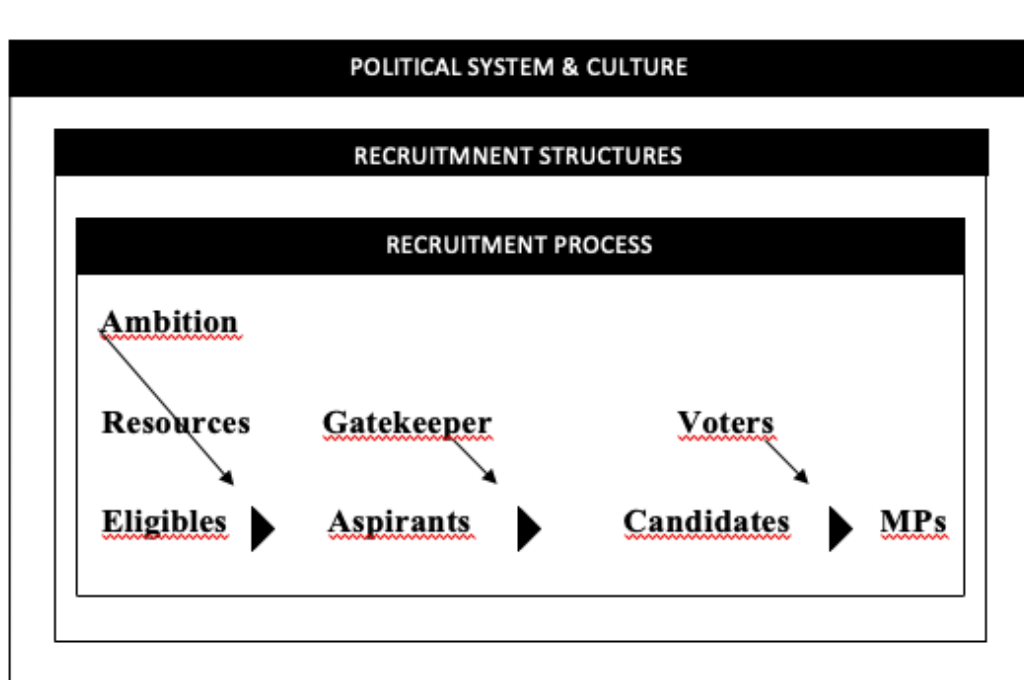 POLITICAL SYSTEM & CULTURE
RECRUITMNENT STRUCTURES
RECRUITMENT PROCESS
Ambition
Resources Gatekeeper Voters
Eligibles Aspirants Candidates MPs